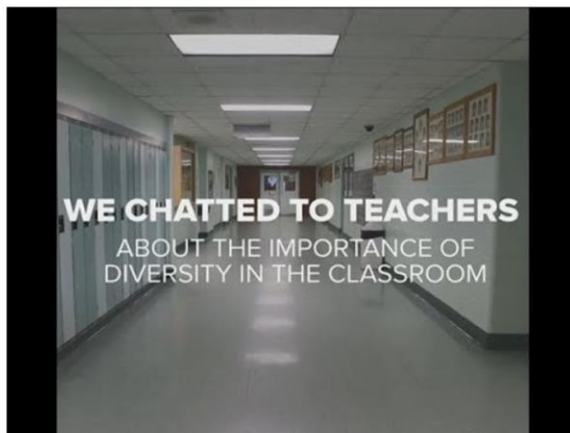 WE CHATTED TO TEACHERS
ABOUT THE IMPORTANCE OF
DIVERSITY IN THE CLASSROOM